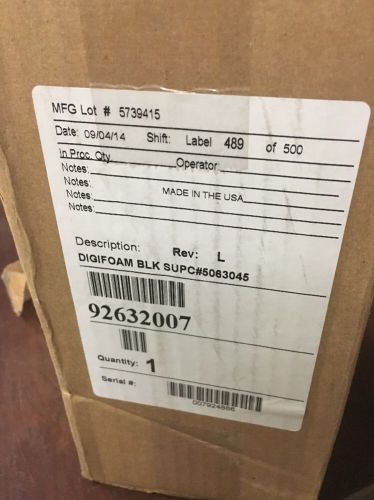 MFG Lot # 5739415
Date: 09/04/14 Shift: Label 489 of 500
In Proc. Qty Operator:
Notes:
Notes: MADE IN THE USA
Notes:
Notes:
Description: Rev: L
DIGIFOAM BLK SUPC#5063045
92632007
Quantity: 1
Serial #:
007924886